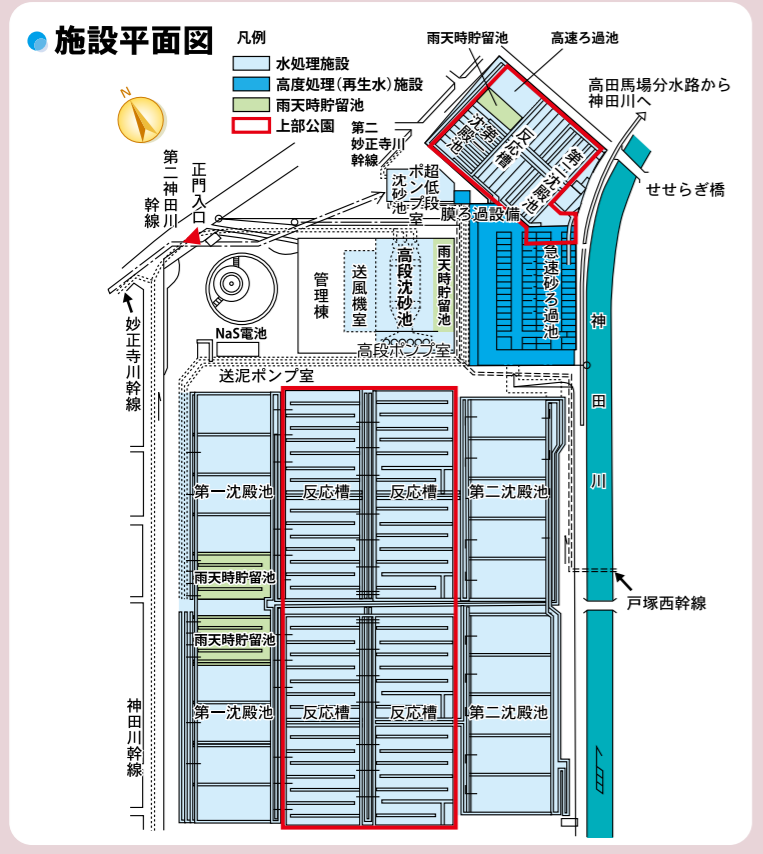 施設平面図
凡例
水処理施設
高度処理(再生水)施設
雨天時貯留池
上部公園
N
雨天時貯留池
高速ろ過池
高田馬場分水路から
神田川へ
第二
妙正寺川
幹線
第一沈殿池
反応槽
第二沈殿池
せせらぎ橋
超低段
ポンプ室
沈砂池
膜ろ過設備
急速砂ろ過池
正門入口
第二神田川
幹線
NaS電池
管理棟
送風機室
高段沈砂池
雨天時貯留池
高段ポンプ室
送泥ポンプ室
妙正寺川幹線
神田川
第一沈殿池
反応槽
反応槽
第二沈殿池
雨天時貯留池
戸塚西幹線
雨天時貯留池
第一沈殿池
反応槽
反応槽
第二沈殿池
神田川幹線